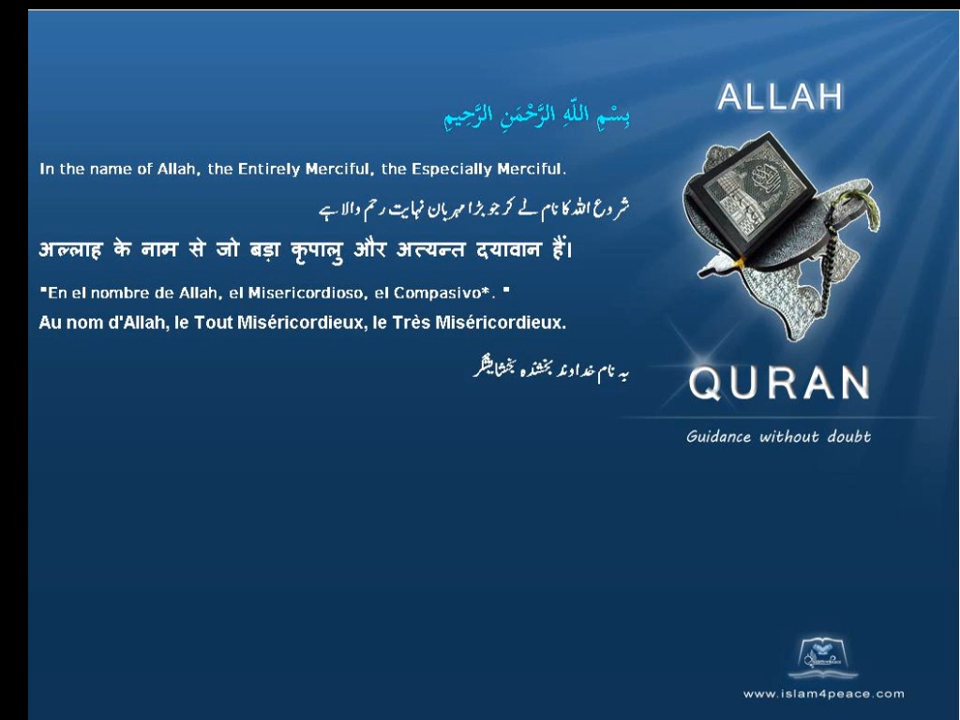 بِسْمِ اللّهِ الرَّحْمَنِ الرَّحِيمِ
In the name of Allah, the Entirely Merciful, the Especially Merciful.
شروع اللہ کا نام لے کر جو بڑا مہربان نہایت رحم والا ہے
अल्लाह के नाम से जो बड़ा कृपालु और अत्यन्त दयावान हैं।
"En el nombre de Allah, el Misericordioso, el Compasivo*. "
Au nom d'Allah, le Tout Miséricordieux, le Très Miséricordieux.
به نام خداوند بخشنده بخشایشگر
ALLAH
QURAN
Guidance without doubt
www.islam4peace.com